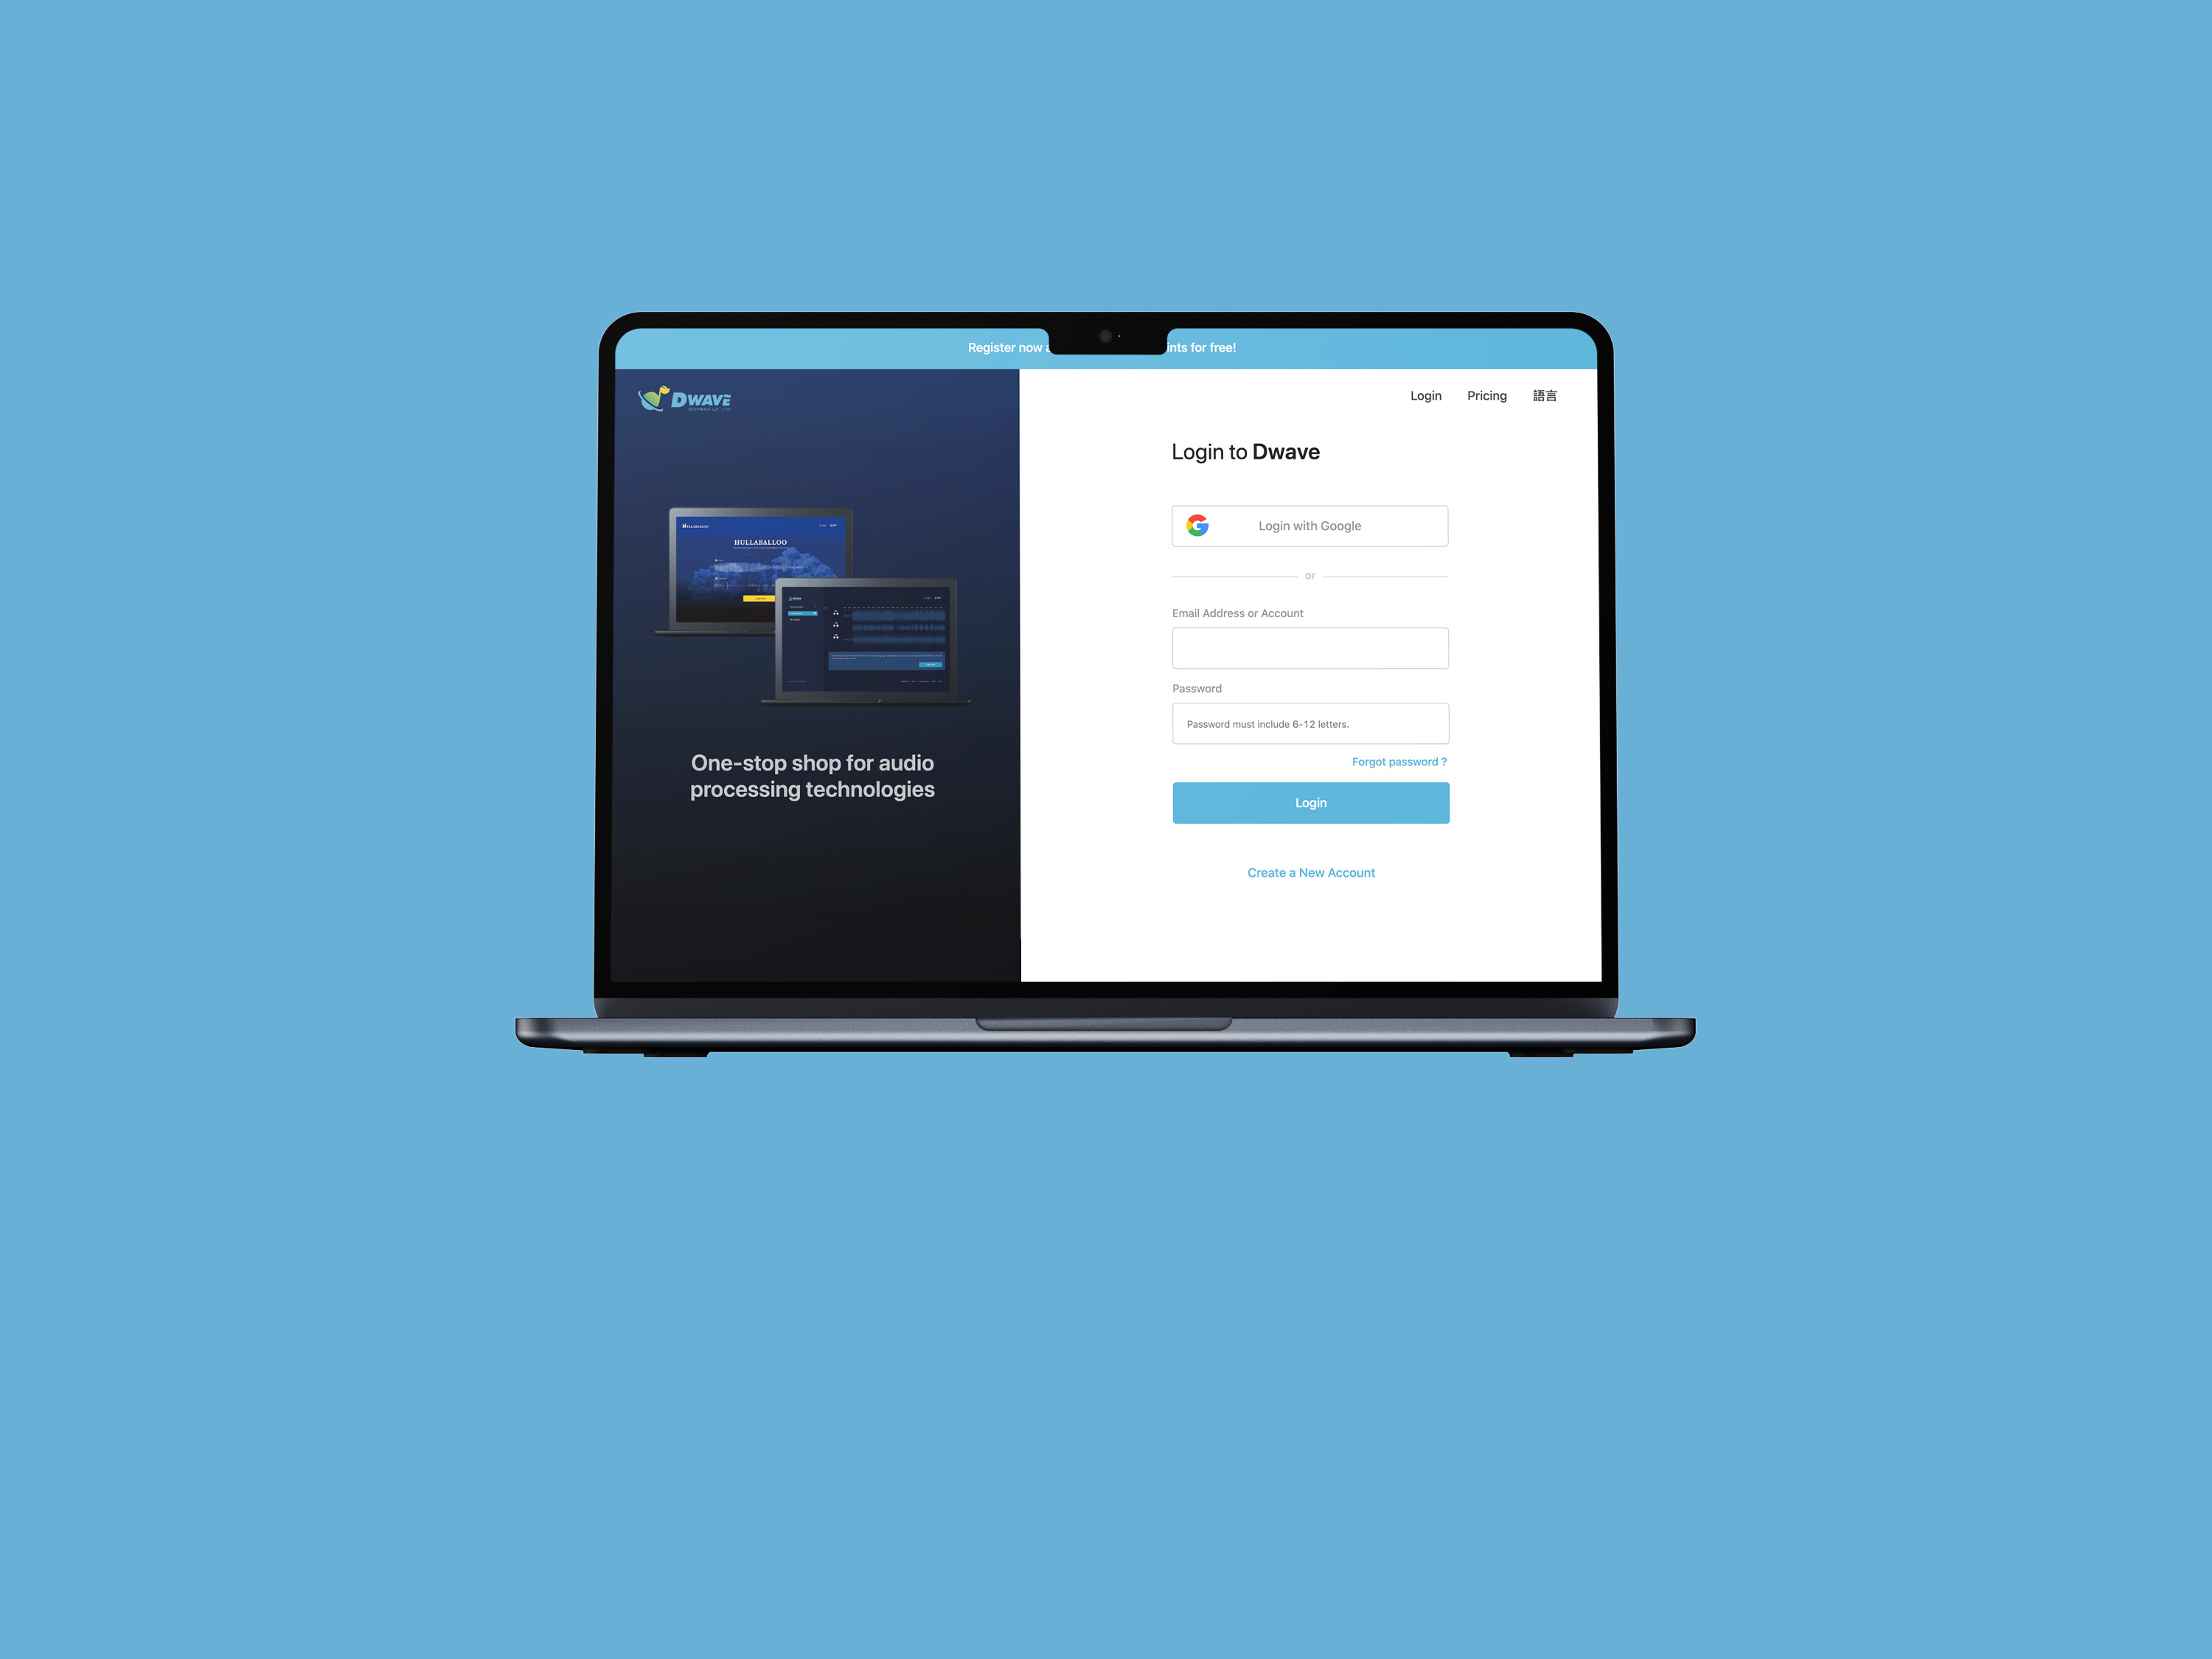 Register now a
ints for free!
DWAVE
Login
Pricing
語言
Login to Dwave
Login with Google
or
Email Address or Account
Password
Password must include 6-12 letters.
Forgot password ?
Login
Create a New Account
HULLABALLOO
HULLABALLOO
One-stop shop for audio
processing technologies